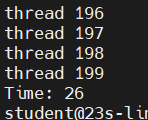 thread 196
thread 197
thread 198
thread 199
Time: 26
student@23s-lin